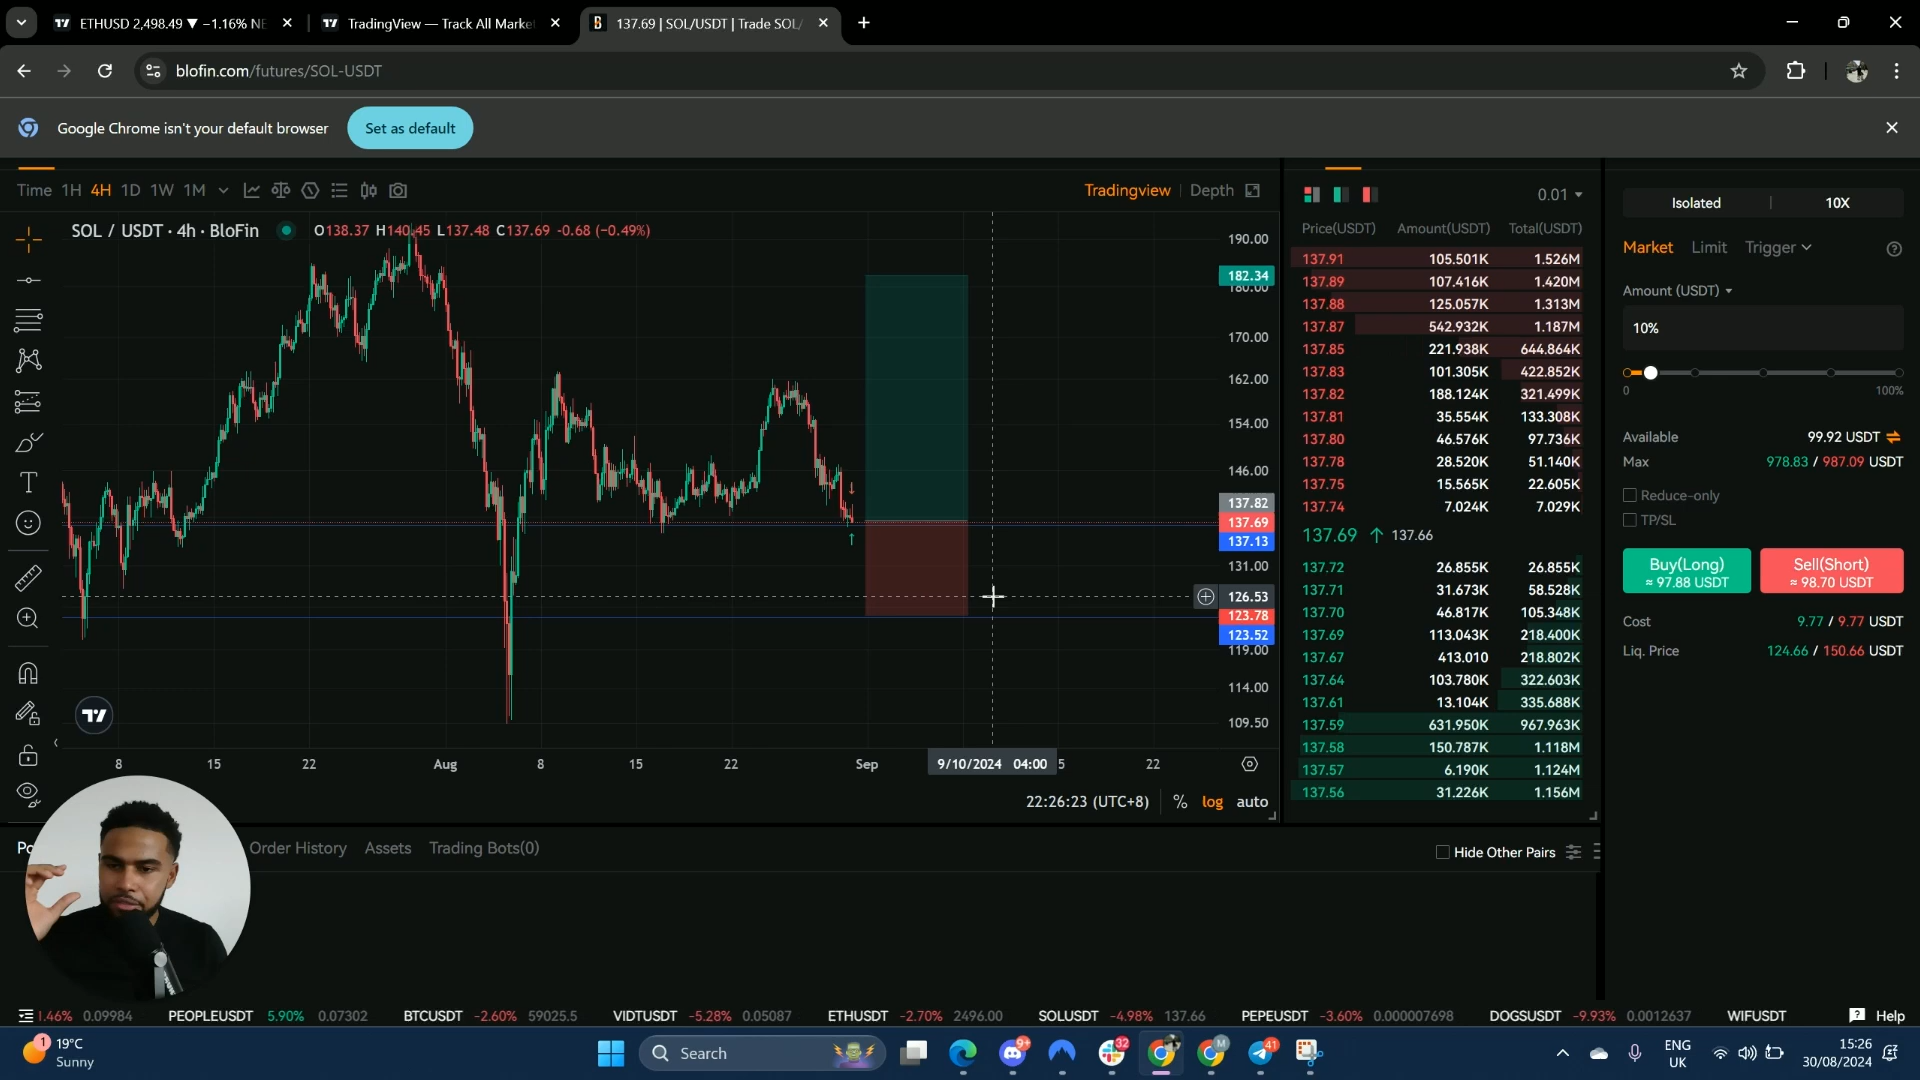 ETHUSD 2,498.49 ▼ −1.16% NE
TradingView — Track All Marke
137.69 | SOL/USDT | Trade SOL/
blofin.com/futures/SOL-USDT
Google Chrome isn't your default browser
Set as default
Time 1H 4H 1D 1W 1M
Tradingview | Depth
SOL / USDT · 4h · BloFin
O138.37 H140.45 L137.48 C137.69 -0.68 (−0.49%)
190.00
182.34
180.00
170.00
162.00
154.00
146.00
137.82
137.69
137.13
131.00
126.53
123.78
123.52
119.00
114.00
109.50
8 15 22 Aug 8 15 22 Sep 9/10/2024 04:00 5 22
22:26:23 (UTC+8) % log auto
0.01
Price(USDT) Amount(USDT) Total(USDT)
137.91 105.501K 1.526M
137.89 107.416K 1.420M
137.88 125.057K 1.313M
137.87 542.932K 1.187M
137.85 221.938K 644.864K
137.83 101.305K 422.852K
137.82 188.124K 321.499K
137.81 35.554K 133.308K
137.80 46.576K 97.736K
137.78 28.520K 51.140K
137.75 15.565K 22.605K
137.74 7.024K 7.029K
137.69 ↑ 137.66
137.72 26.855K 26.855K
137.71 31.673K 58.528K
137.70 46.817K 105.348K
137.69 113.043K 218.400K
137.67 413.010 218.802K
137.64 103.780K 322.603K
137.61 13.104K 335.688K
137.59 631.950K 967.963K
137.58 150.787K 1.118M
137.57 6.190K 1.124M
137.56 31.226K 1.156M
Isolated | 10X
Market Limit Trigger
Amount (USDT)
10%
0 100%
Available 99.92 USDT
Max 978.83 / 987.09 USDT
Reduce-only
TP/SL
Buy(Long)
≈ 97.88 USDT
Sell(Short)
≈ 98.70 USDT
Cost 9.77 / 9.77 USDT
Liq. Price 124.66 / 150.66 USDT
Po Order History Assets Trading Bots(0)
Hide Other Pairs
1.46% 0.09984 PEOPLEUSDT 5.90% 0.07302 BTCUSDT -2.60% 59025.5 VIDTUSDT -5.28% 0.05087 ETHUSDT -2.70% 2496.00 SOLUSDT -4.98% 137.66 PEPEUSDT -3.60% 0.000007698 DOGSUSDT -9.93% 0.0012637 WIFUSDT Help
1
19°C
Sunny
Search
9+
32
M
41
ENG
UK
15:26
30/08/2024